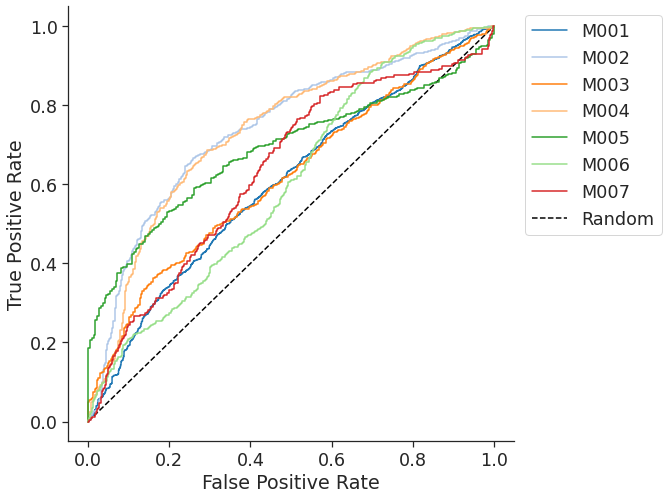 1.0
0.8
0.6
0.4
0.2
0.0
True Positive Rate
0.0 0.2 0.4 0.6 0.8 1.0
False Positive Rate
M001
M002
M003
M004
M005
M006
M007
Random